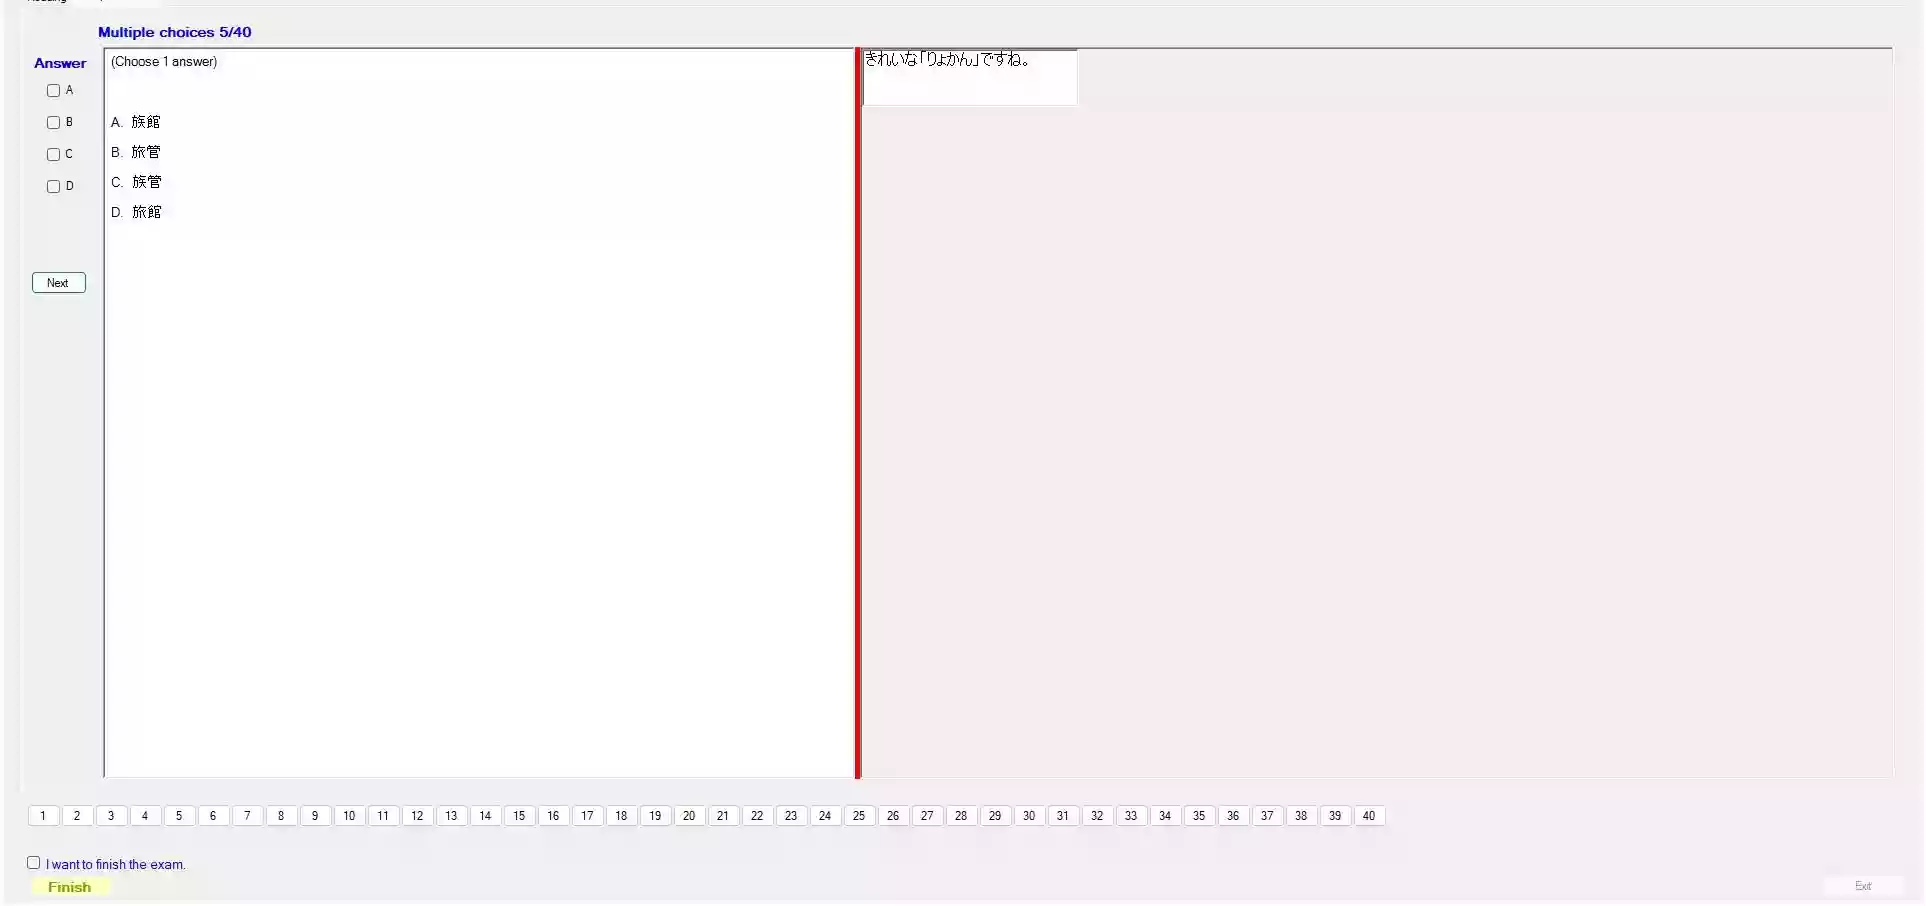 Multiple choices 5/40
Answer
A
B
C
D
Next
(Choose 1 answer)
A. 族館
B. 旅管
C. 族管
D. 旅館
きれいな「りょかん」ですね。
1 2 3 4 5 6 7 8 9 10 11 12 13 14 15 16 17 18 19 20 21 22 23 24 25 26 27 28 29 30 31 32 33 34 35 36 37 38 39 40
I want to finish the exam.
Finish
Exit